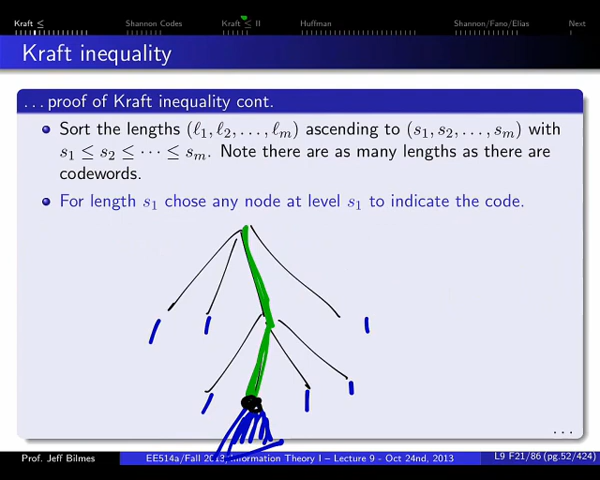 Kraft ≤ Shannon Codes Kraft ≤ II Huffman Shannon/Fano/Elias Next
Kraft inequality
...proof of Kraft inequality cont.
Sort the lengths (ℓ₁, ℓ₂, ..., ℓₘ) ascending to (s₁, s₂, ..., sₘ) with
s₁ ≤ s₂ ≤ ⋯ ≤ sₘ. Note there are as many lengths as there are
codewords.
For length s₁ chose any node at level s₁ to indicate the code.
...
Prof. Jeff Bilmes EE514a/Fall 2013/Information Theory I – Lecture 9 - Oct 24nd, 2013 L9 F21/86 (pg.52/424)